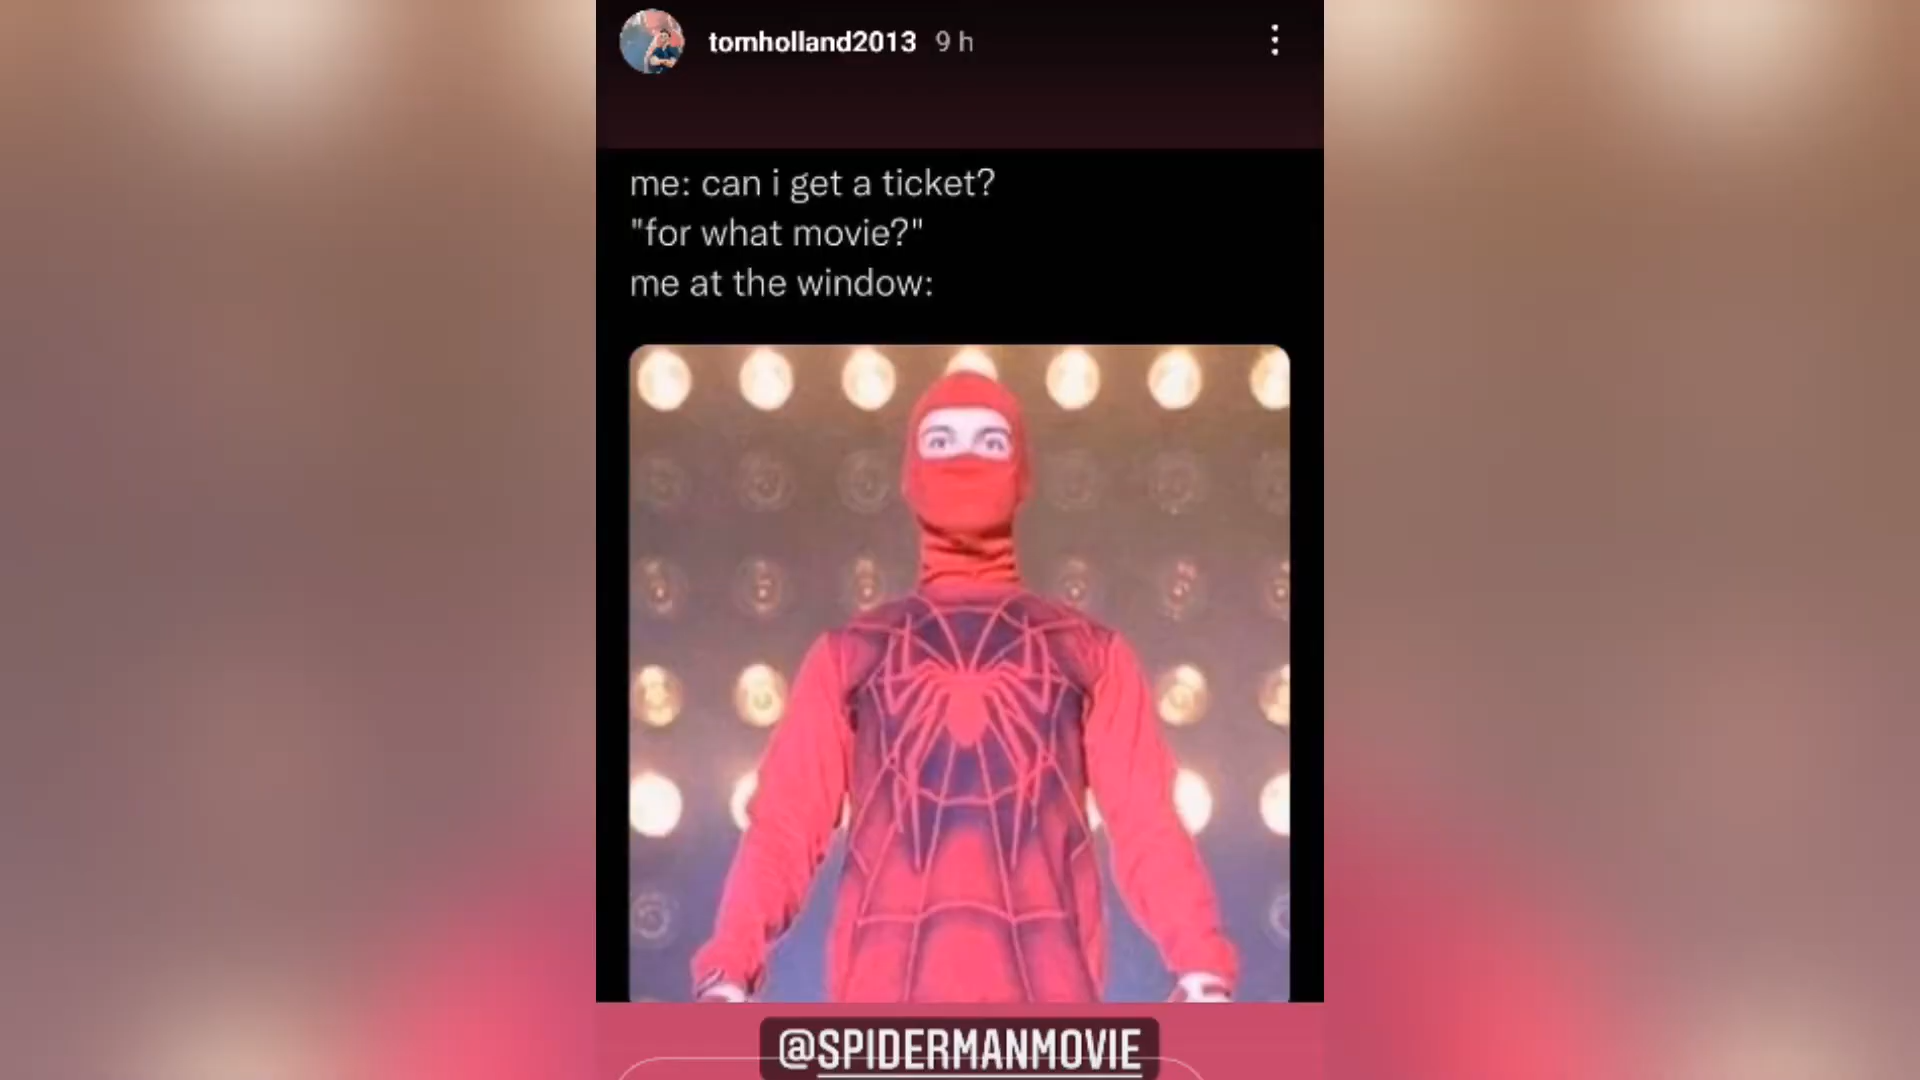 tomholland2013 9 h
me: can i get a ticket?
"for what movie?"
me at the window:
@SPIDERMANMOVIE